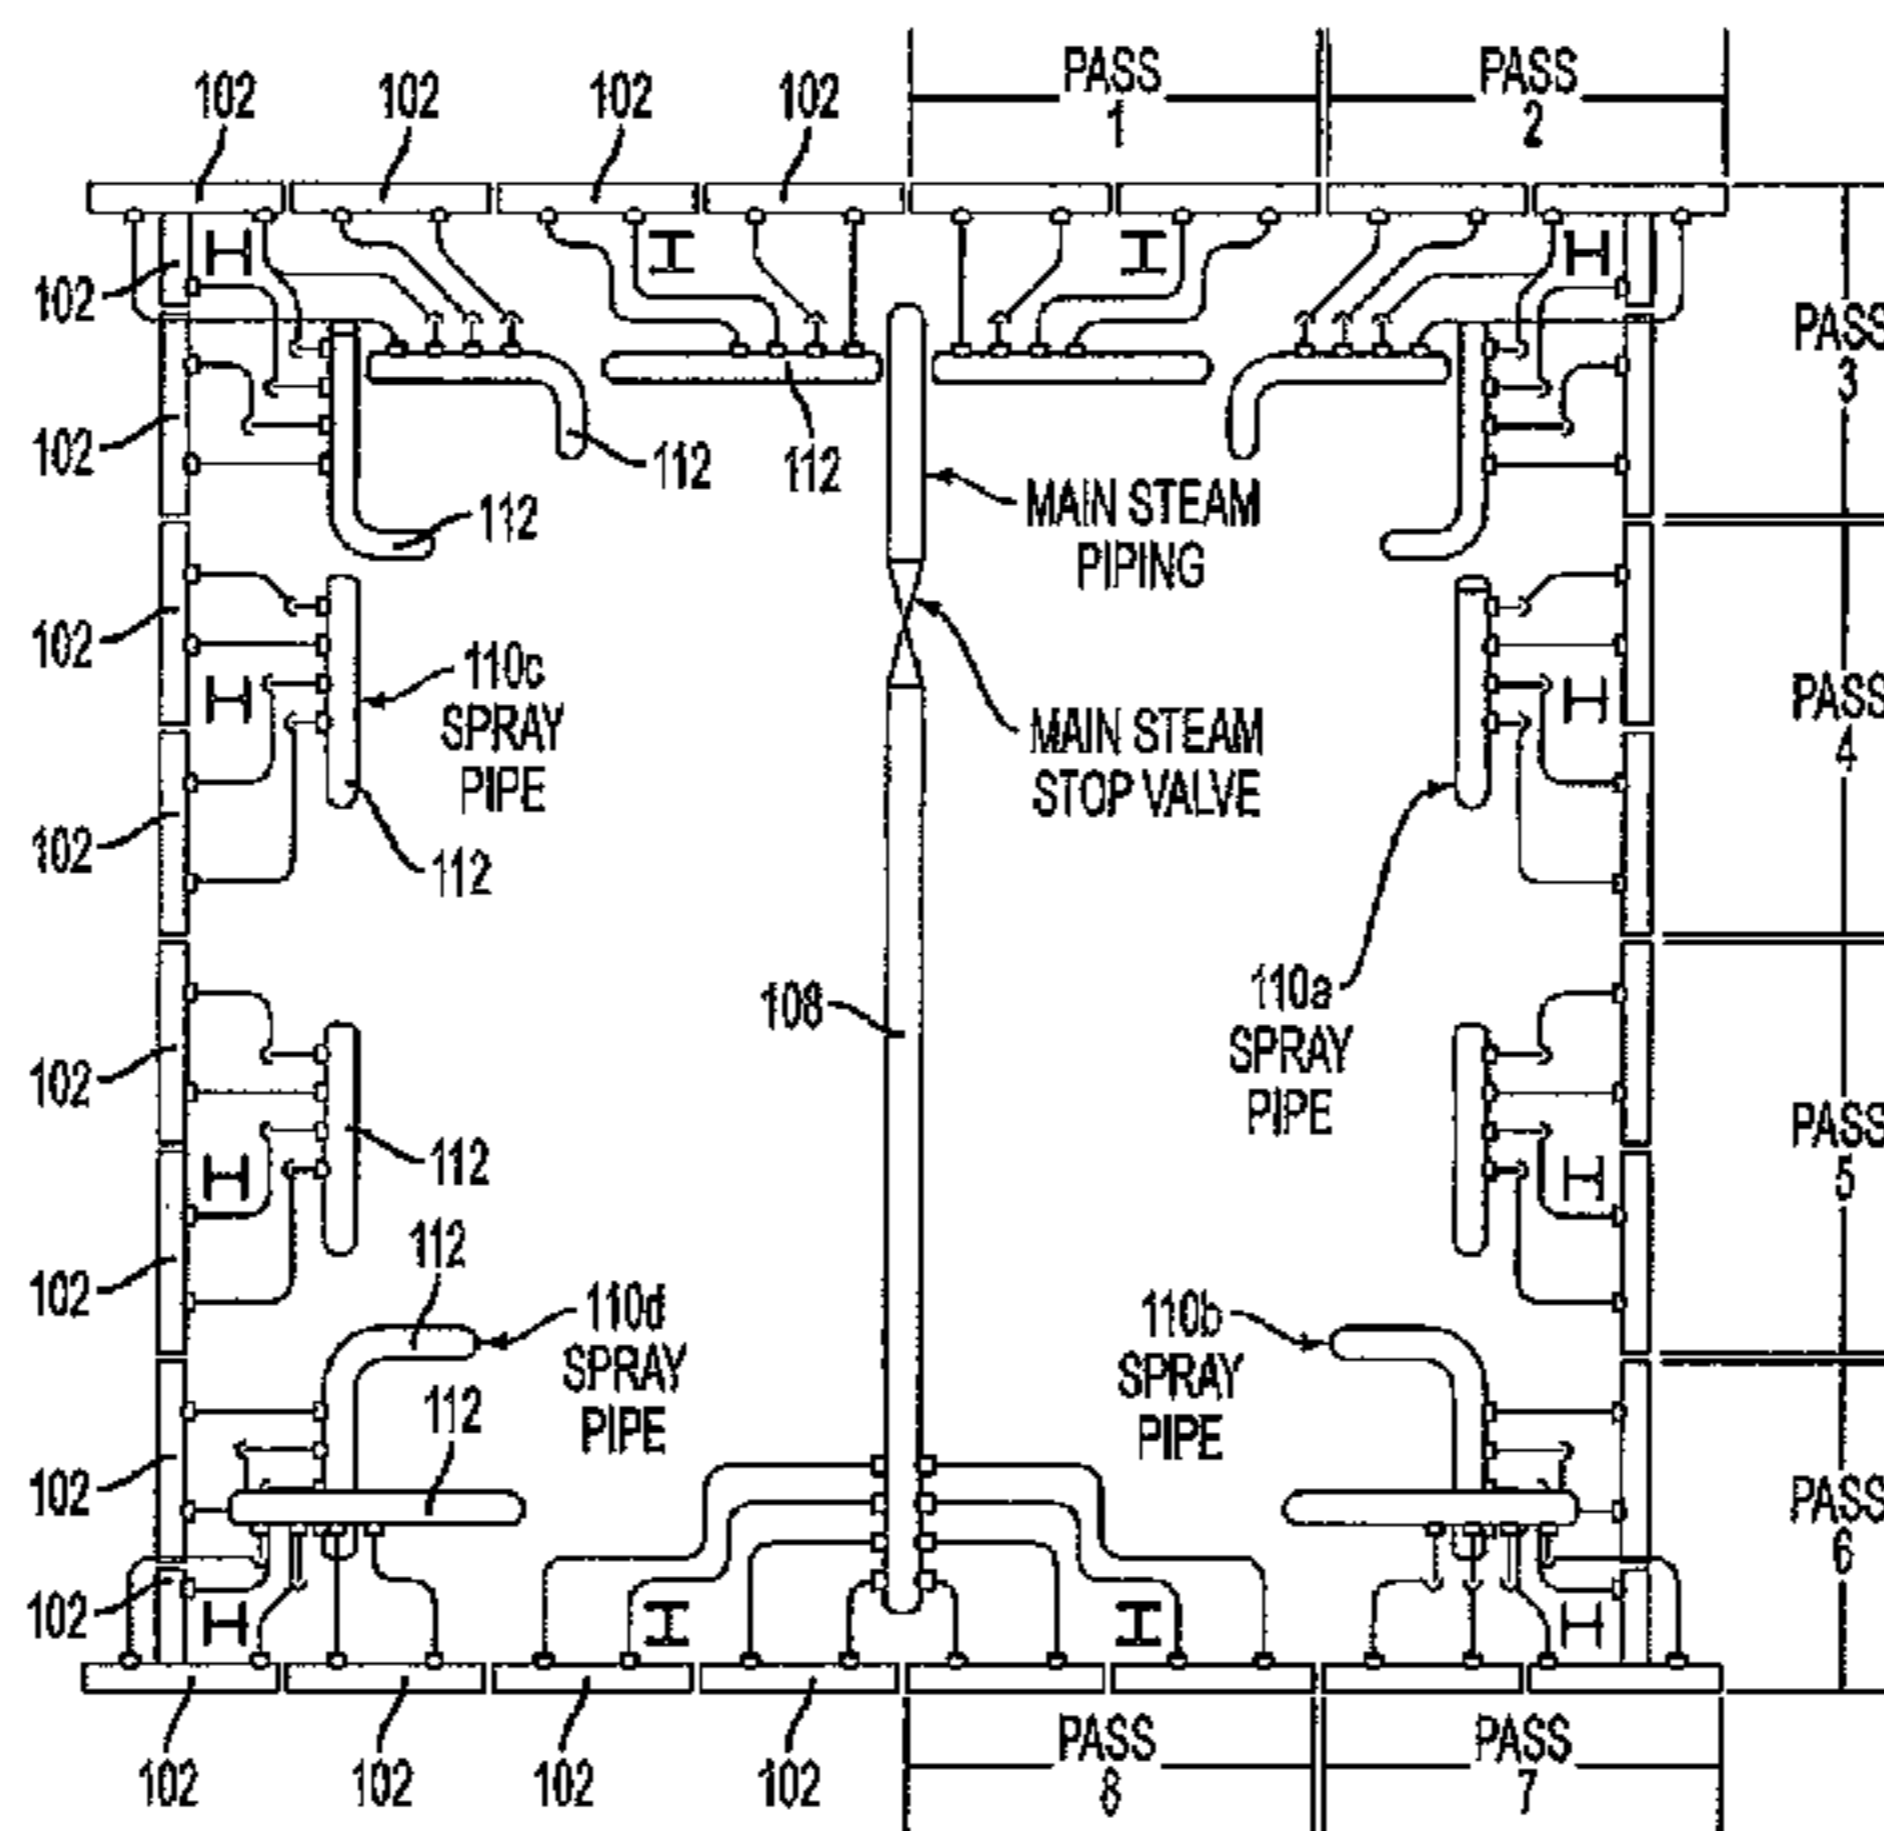 PASS
1
PASS
2
102
102
102
102
102
PASS
3
102
112
112
112
MAIN STEAM
PIPING
102
110c
SPRAY
PIPE
MAIN STEAM
STOP VALVE
PASS
4
102
112
108
110a
SPRAY
PIPE
102
112
PASS
5
112
102
110d
SPRAY
PIPE
110b
SPRAY
PIPE
112
102
PASS
6
102
102
102
102
102
PASS
8
PASS
7